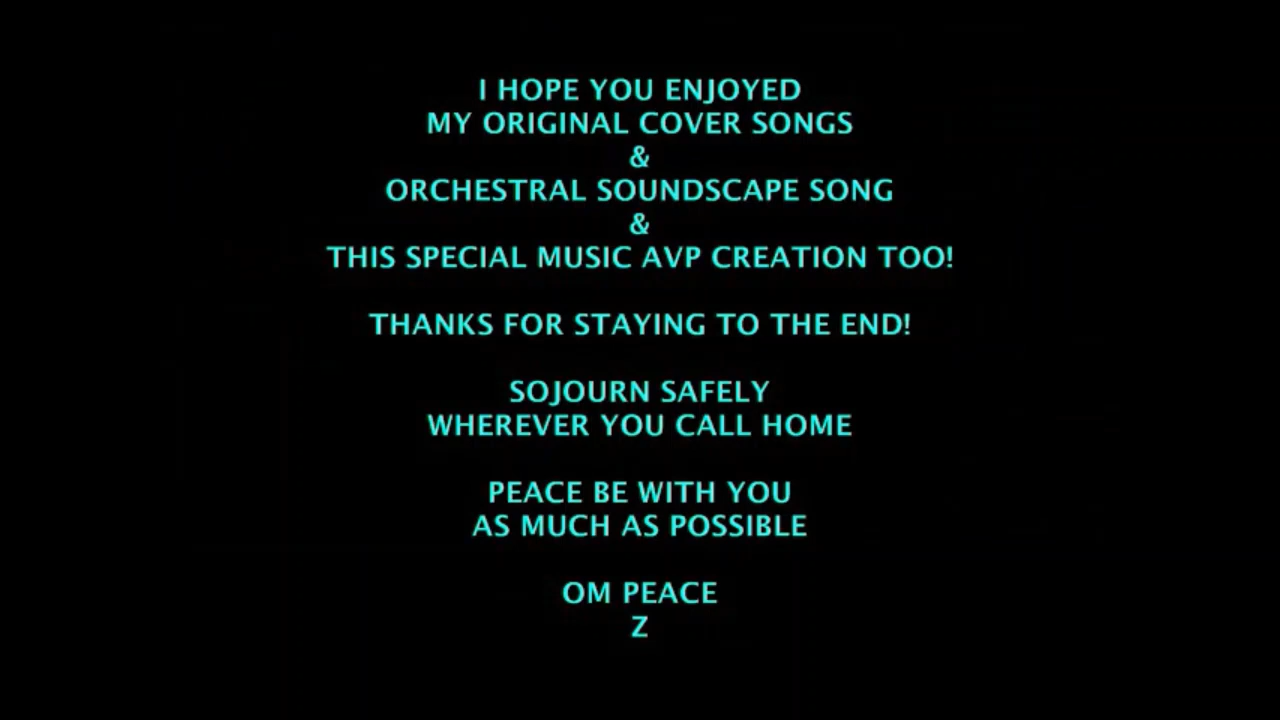 I HOPE YOU ENJOYED
MY ORIGINAL COVER SONGS
&
ORCHESTRAL SOUNDSCAPE SONG
&
THIS SPECIAL MUSIC AVP CREATION TOO!
THANKS FOR STAYING TO THE END!
SOJOURN SAFELY
WHEREVER YOU CALL HOME
PEACE BE WITH YOU
AS MUCH AS POSSIBLE
OM PEACE
Z